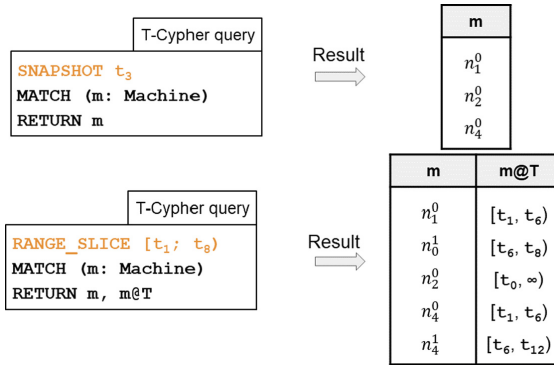 T-Cypher query
SNAPSHOT t₃
MATCH (m: Machine)
RETURN m
Result
m
n₁⁰
n₂⁰
n₄⁰
T-Cypher query
RANGE_SLICE [t₁; t₈)
MATCH (m: Machine)
RETURN m, m@T
Result
m m@T
n₁⁰ [t₁, t₆)
n₀¹ [t₆, t₈)
n₂⁰ [t₀, ∞)
n₄⁰ [t₁, t₆)
n₄¹ [t₆, t₁₂)